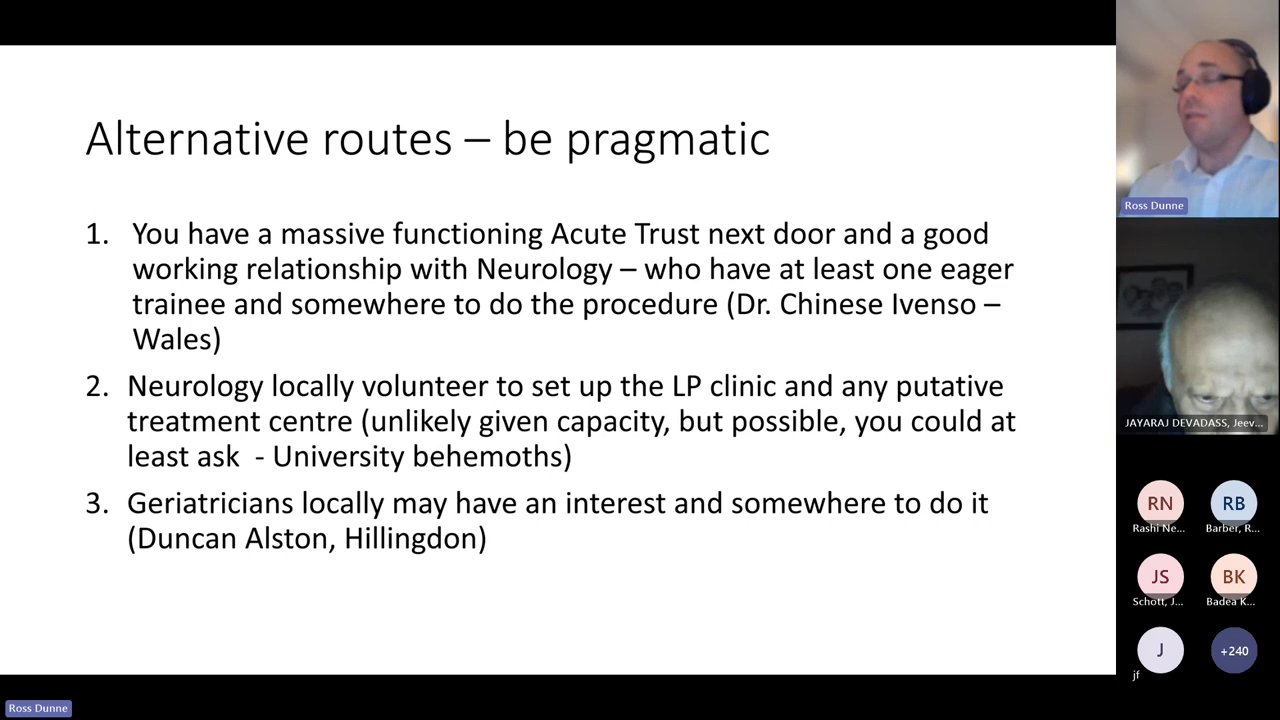 Alternative routes – be pragmatic
1. You have a massive functioning Acute Trust next door and a good
working relationship with Neurology – who have at least one eager
trainee and somewhere to do the procedure (Dr. Chinese Ivenso –
Wales)
2. Neurology locally volunteer to set up the LP clinic and any putative
treatment centre (unlikely given capacity, but possible, you could at
least ask - University behemoths)
3. Geriatricians locally may have an interest and somewhere to do it
(Duncan Alston, Hillingdon)
Ross Dunne
JAYARAJ DEVADASS, Jeev...
RN
RB
Rashi Ne...
Barber, R...
JS
BK
Schott, J...
Badea K...
J
+240
jf
Ross Dunne